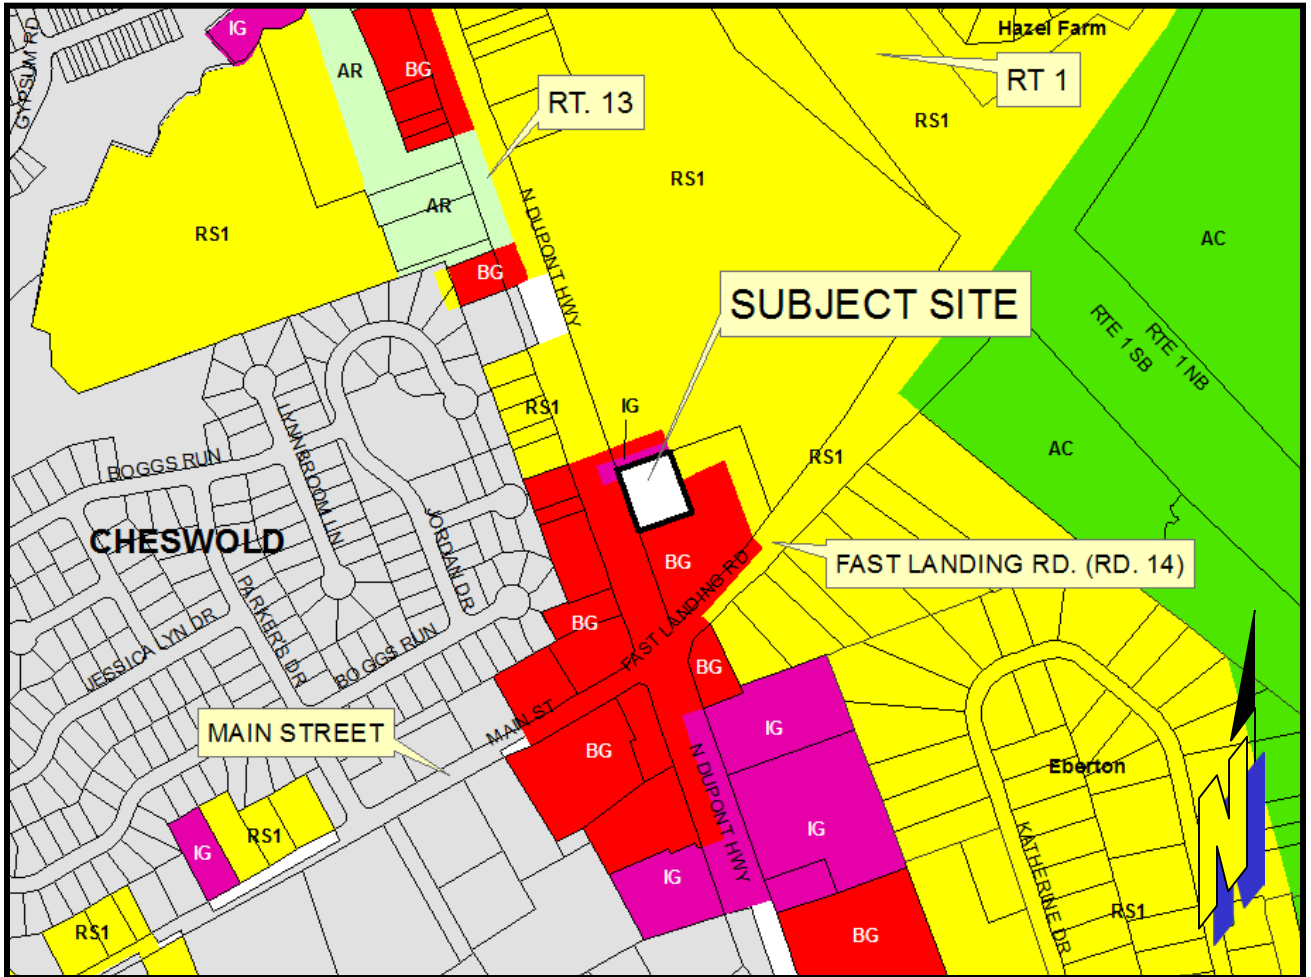 IG
Hazel Farm
GYPSUM RD
AR
BG
RT 1
RT. 13
RS1
RS1
AR
RS1
N DUPONT HWY
AC
BG
SUBJECT SITE
RTE 1 SB
RTE 1 NB
RS1
IG
LYNNBROOM LN
BOGGS RUN
RS1
AC
CHESWOLD
JORDAN DR
BG
FAST LANDING RD. (RD. 14)
FAST LANDING RD
PARKERS DR
JESSICA LYN DR
BOGGS RUN
BG
BG
MAIN STREET
MAIN ST
BG
IG
N DUPONT HWY
Eberton
RS1
IG
IG
IG
KATHERINE DR
RS1
RS1
BG
N